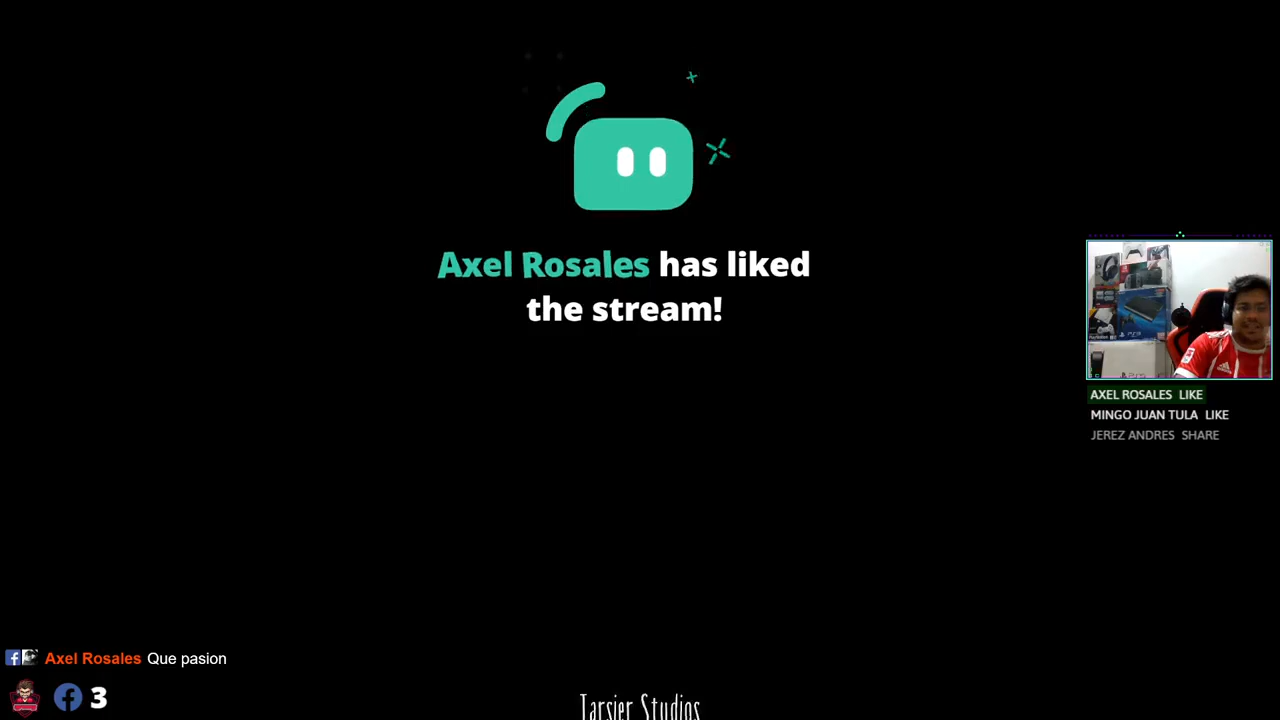 Axel Rosales has liked
the stream!
AXEL ROSALES LIKE
MINGO JUAN TULA LIKE
JEREZ ANDRES SHARE
Axel Rosales Que pasion
3
Tarsier Studios